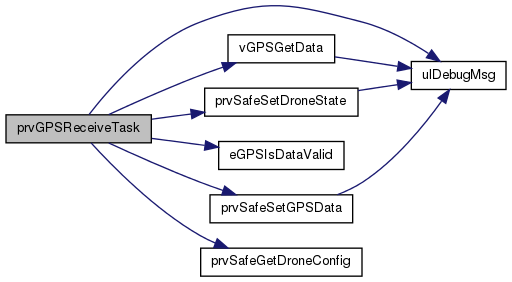 vGPSGetData
ulDebugMsg
prvSafeSetDroneState
prvGPSReceiveTask
eGPSIsDataValid
prvSafeSetGPSData
prvSafeGetDroneConfig